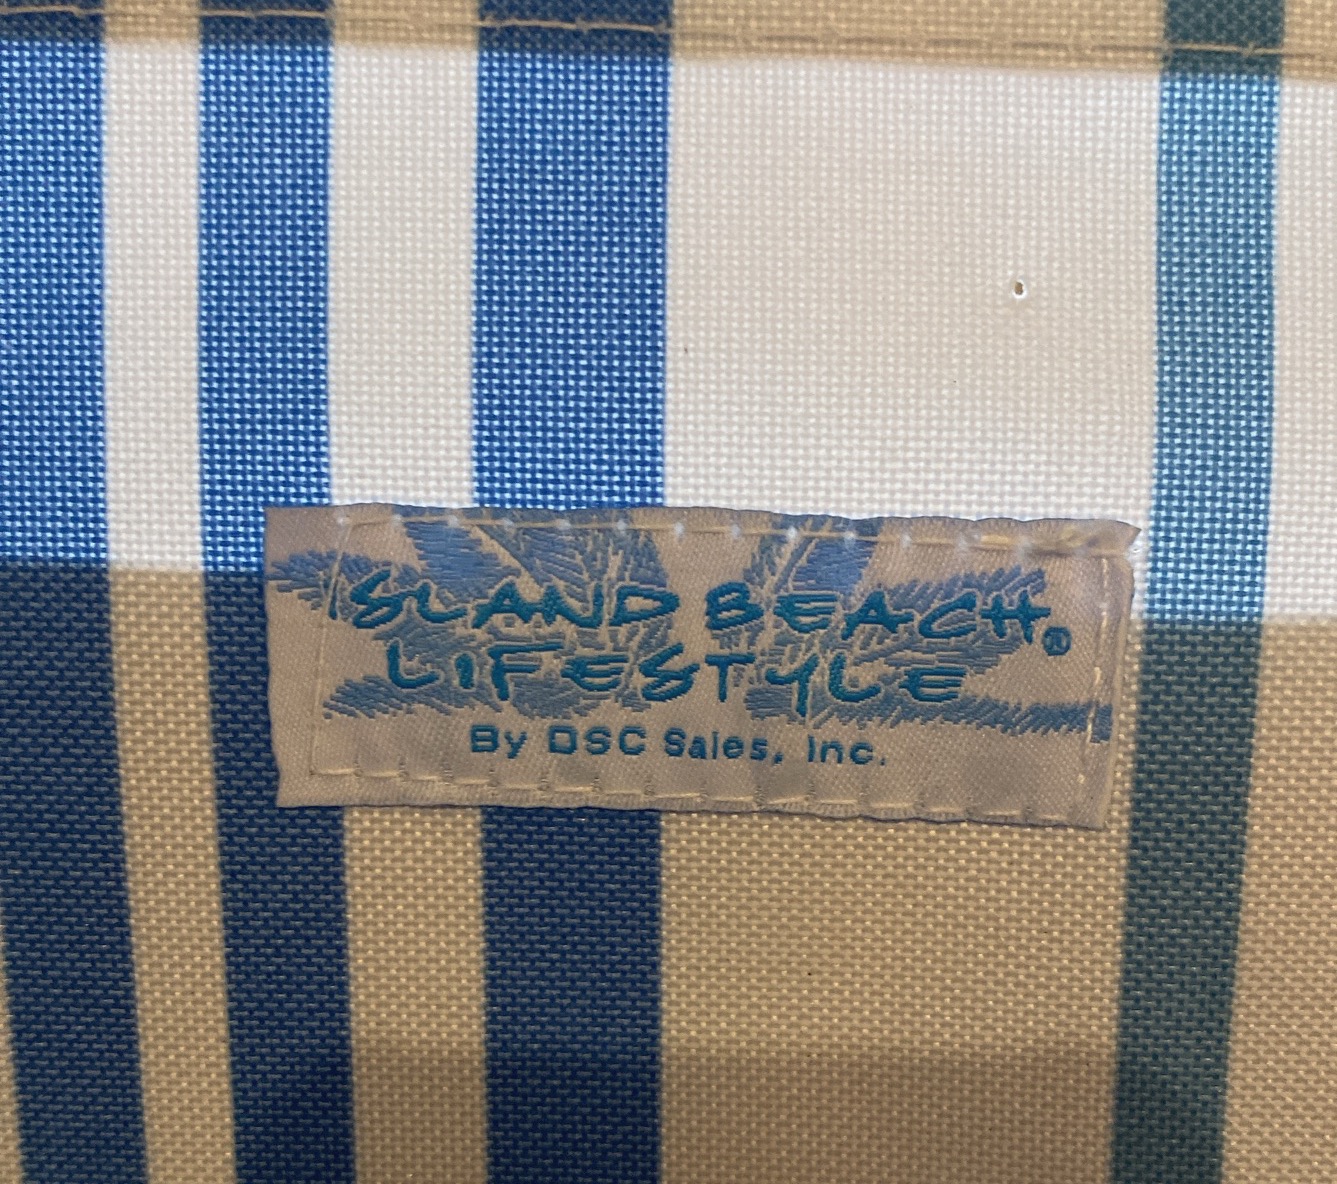 ISLAND BEACH®
LIFESTYLE
By DSC Sales, Inc.